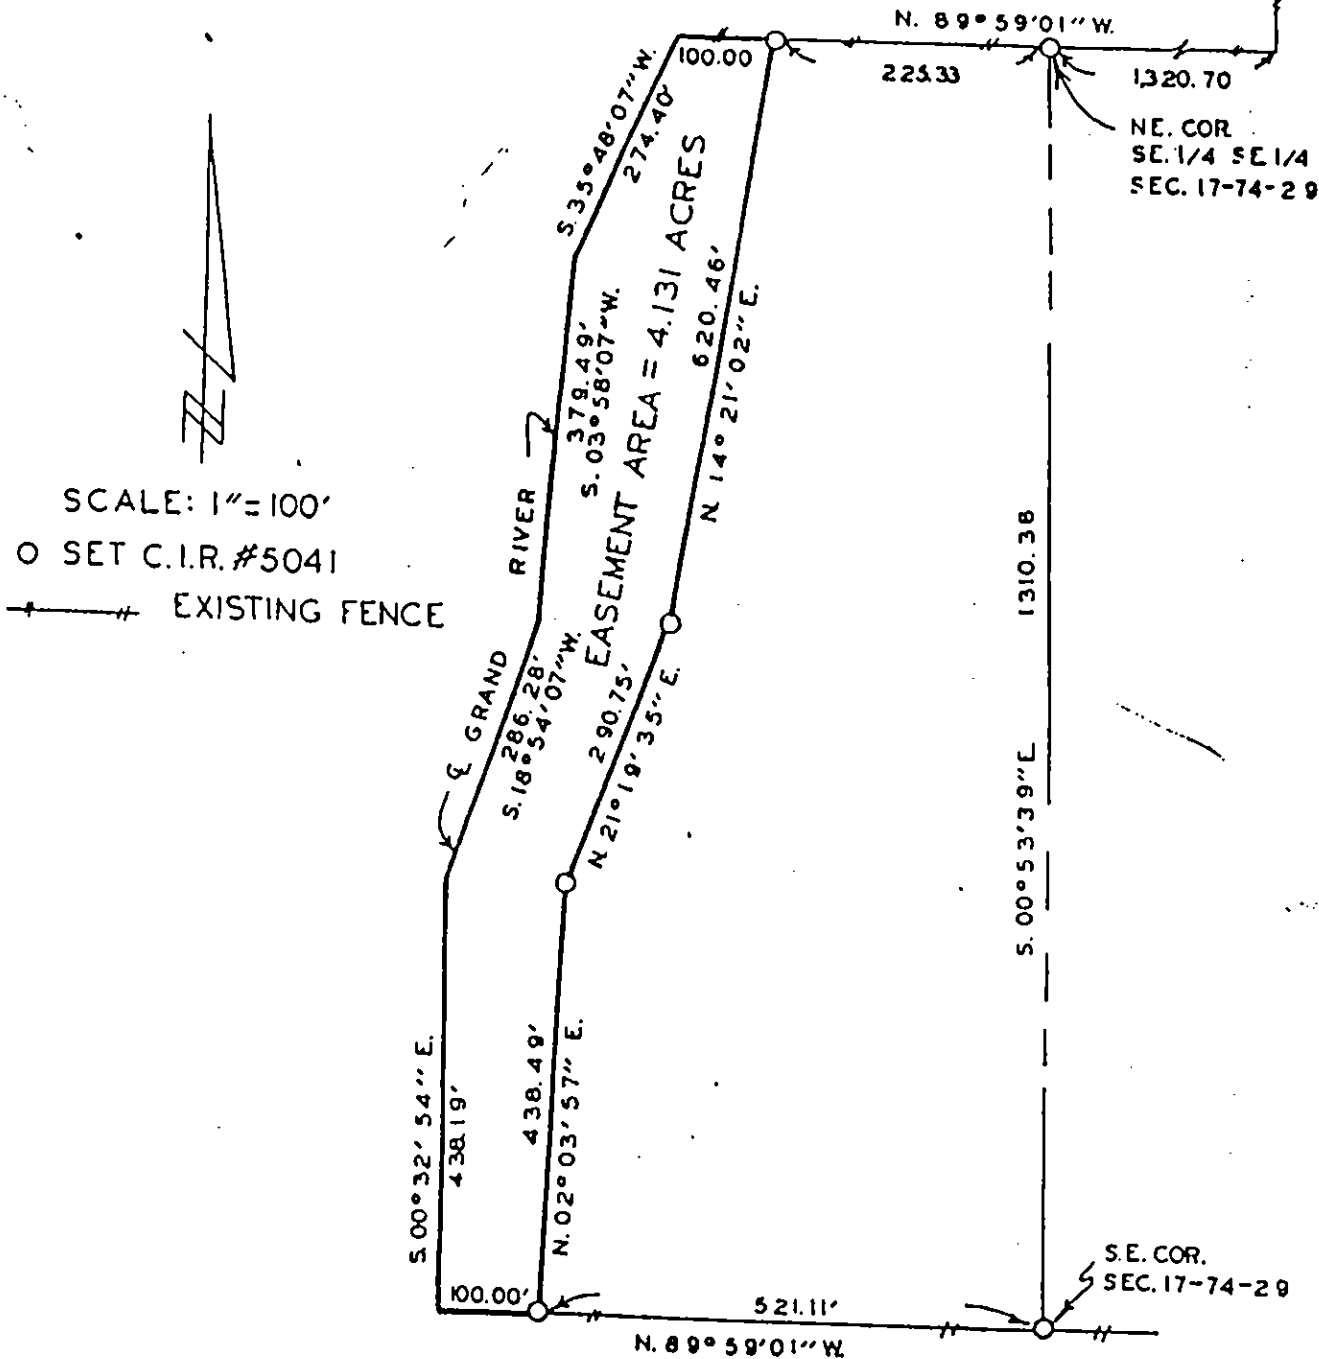 N. 89°59'01" W.
100.00
225.33
1,320.70
NE. COR.
SE. 1/4 SE 1/4
SEC. 17-74-29
S. 35°48'07" W.
274.40'
EASEMENT AREA = 4.131 ACRES
620.46'
N. 14° 21' 02" E.
379.49'
S. 03°58'07" W.
SCALE: 1"=100'
O SET C.I.R. #5041
EXISTING FENCE
℄ GRAND RIVER
286.28'
S. 18°54'07" W.
290.75'
N. 21° 19' 35" E.
1310.38
S. 00°53'39" E.
S. 00°32' 54" E.
438.19'
438.49'
N. 02° 03' 57" E.
100.00'
521.11'
N. 89° 59' 01" W.
S.E. COR.
SEC. 17-74-29
N